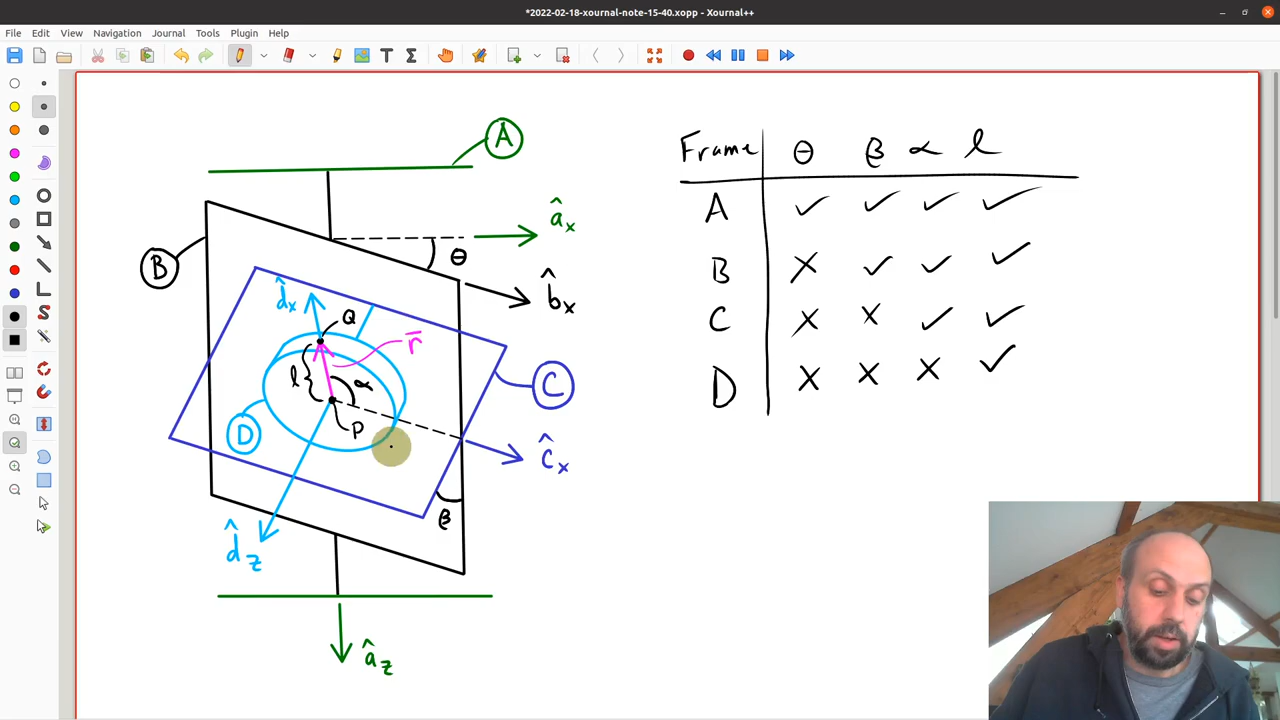 *2022-02-18-xournal-note-15-40.xopp - Xournal++
File Edit View Navigation Journal Tools Plugin Help
A
âx
θ
B
b̂x
d̂x
Q
r̄
l
α
C
D
P
ĉx
β
d̂z
âz
Frame θ β α l
A ✓ ✓ ✓ ✓
B X ✓ ✓ ✓
C X X ✓ ✓
D X X X ✓